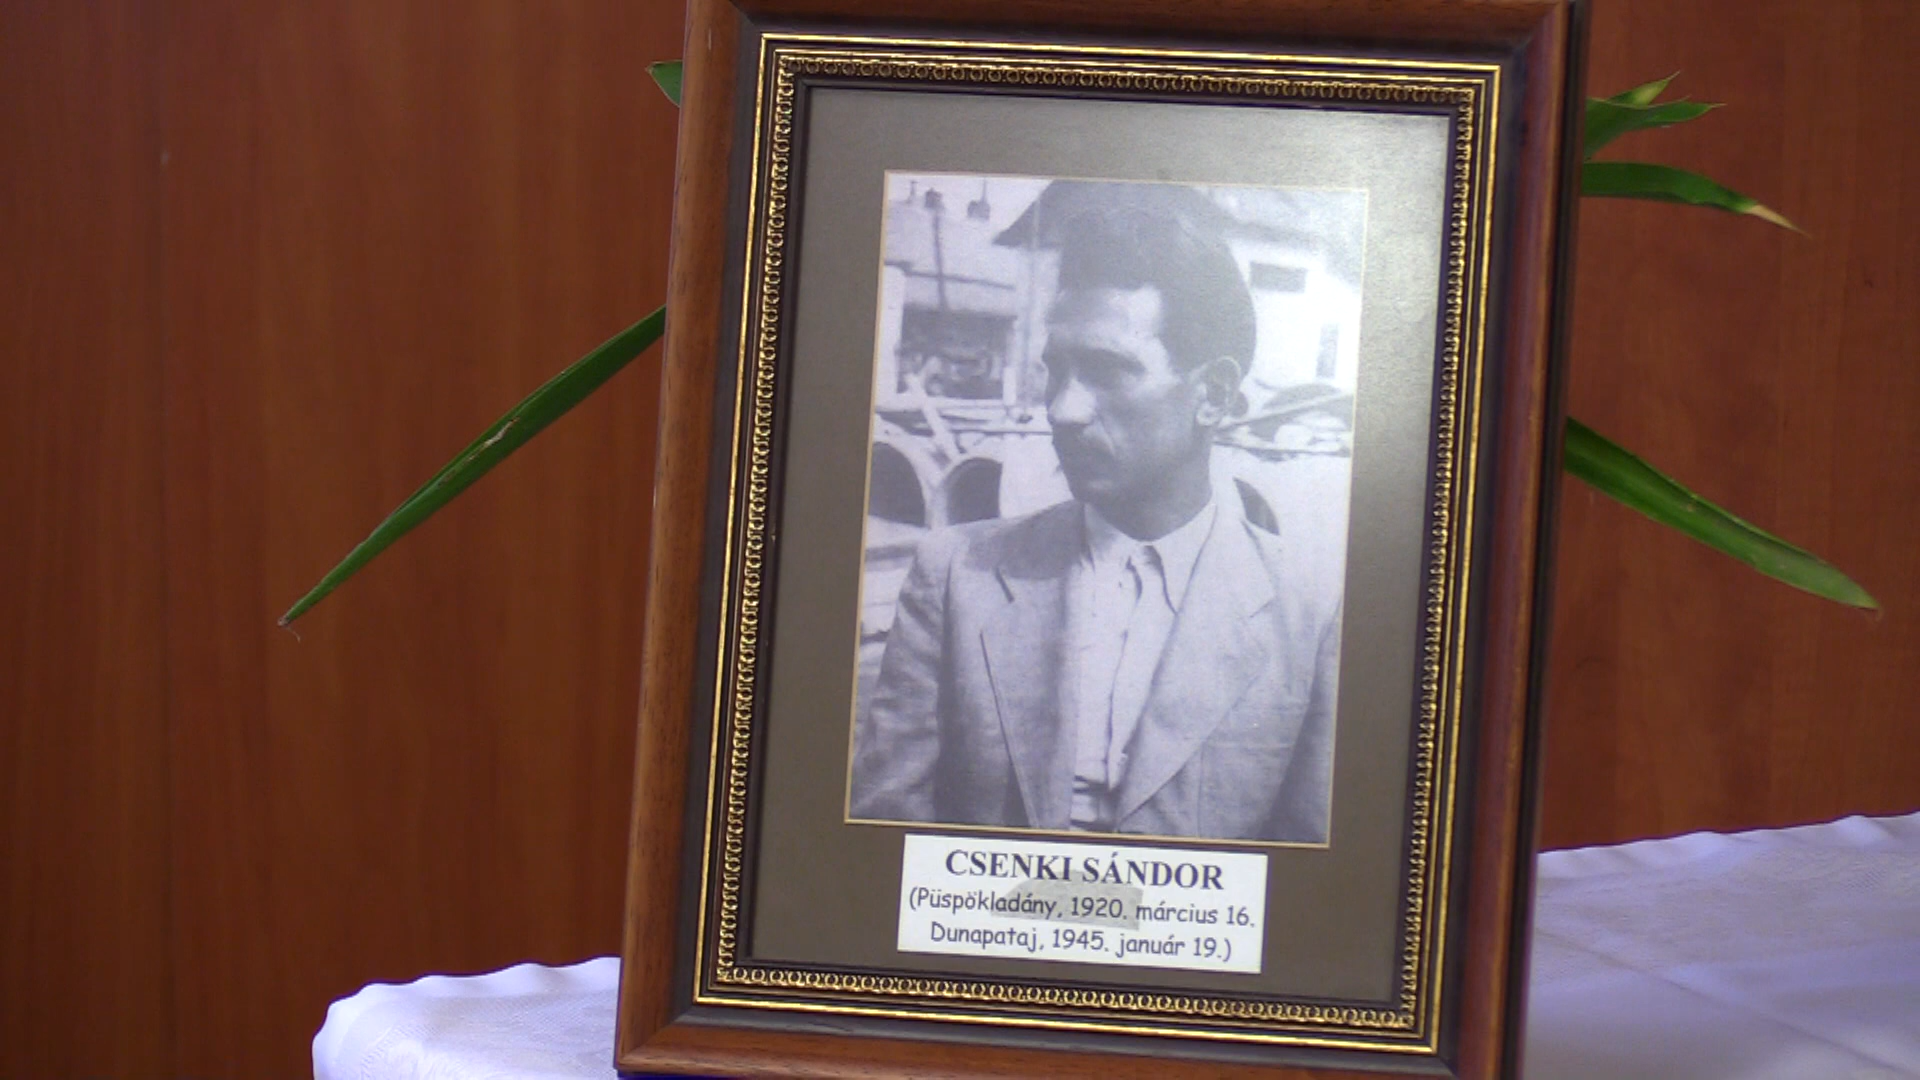 CSENKI SÁNDOR
(Püspökladány, 1920. március 16.
Dunapataj, 1945. január 19.)